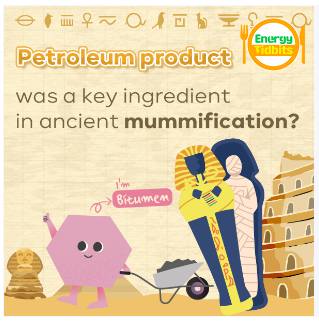 Energy
Tidbits
Petroleum product
was a key ingredient
in ancient mummification?
I'm
Bitumen